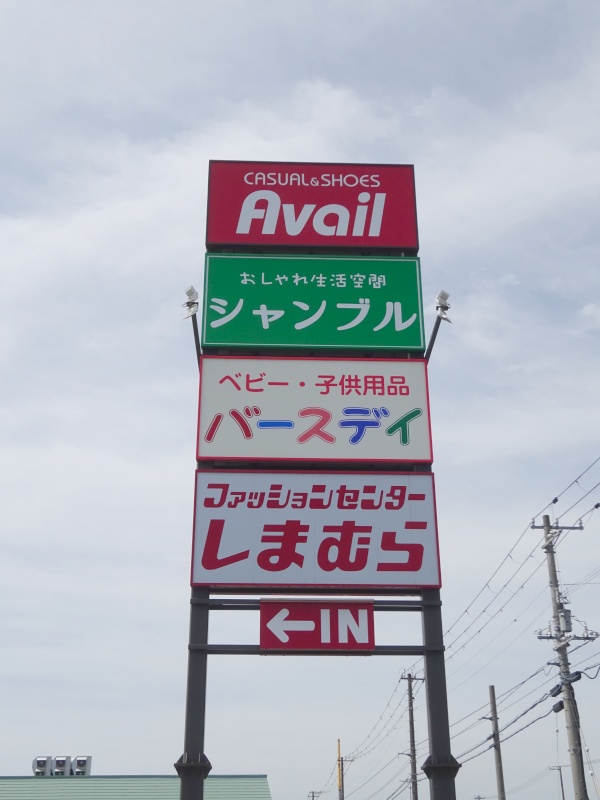 CASUAL&SHOES
Avail
おしゃれ生活空間
シャンブル
ベビー・子供用品
バースデイ
ファッションセンター
しまむら
←IN